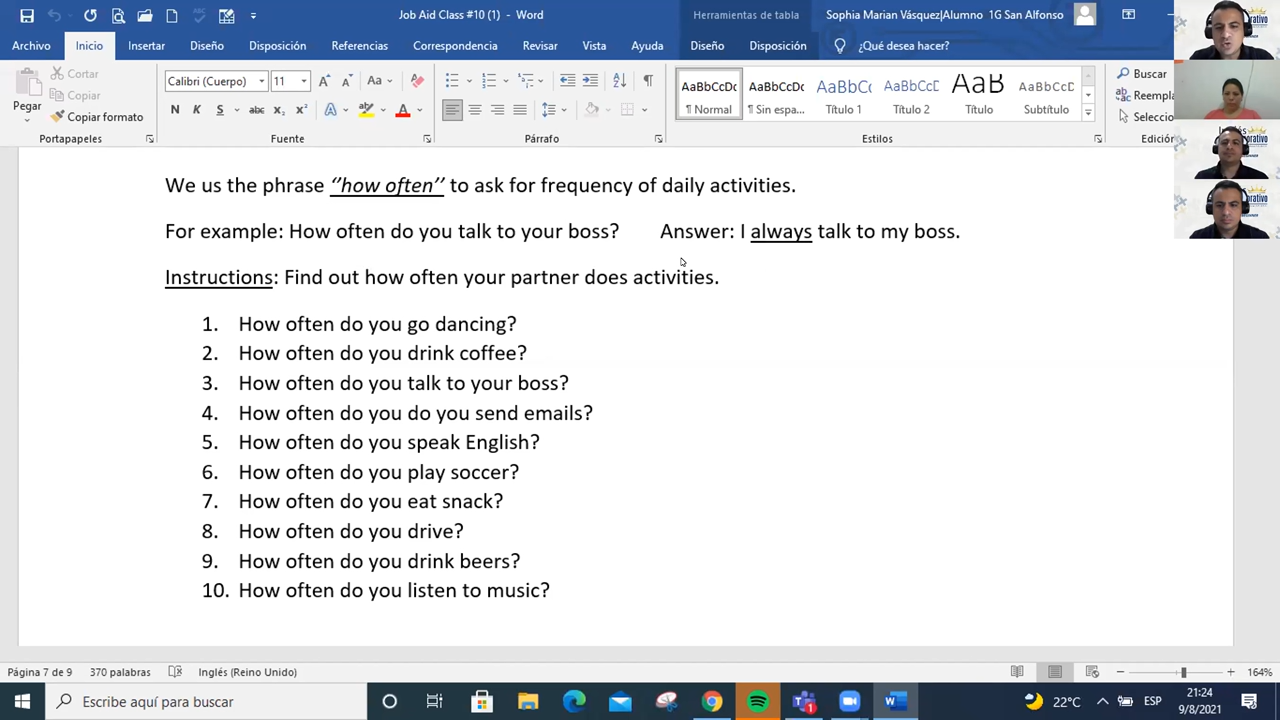 Job Aid Class #10 (1) - Word
Herramientas de tabla
Sophia Marian Vásquez|Alumno 1G San Alfonso
Archivo Inicio Insertar Diseño Disposición Referencias Correspondencia Revisar Vista Ayuda Diseño Disposición ¿Qué desea hacer?
Pegar
Cortar
Copiar
Copiar formato
Calibri (Cuerpo) 11
Aa
N K S abc x₂ x²
AaBbCcDc AaBbCcDc AaBbCc AaBbCcD AaB AaBbCcD
¶ Normal ¶ Sin espa... Título 1 Título 2 Título Subtítulo
Buscar
Reempla
Seleccio
Portapapeles Fuente Párrafo Estilos Edición
We us the phrase ‘’how often’’ to ask for frequency of daily activities.
For example: How often do you talk to your boss? Answer: I always talk to my boss.
Instructions: Find out how often your partner does activities.
1. How often do you go dancing?
2. How often do you drink coffee?
3. How often do you talk to your boss?
4. How often do you do you send emails?
5. How often do you speak English?
6. How often do you play soccer?
7. How often do you eat snack?
8. How often do you drive?
9. How often do you drink beers?
10. How often do you listen to music?
Página 7 de 9 370 palabras Inglés (Reino Unido) 164%
Escribe aquí para buscar
22°C ESP
21:24
9/8/2021